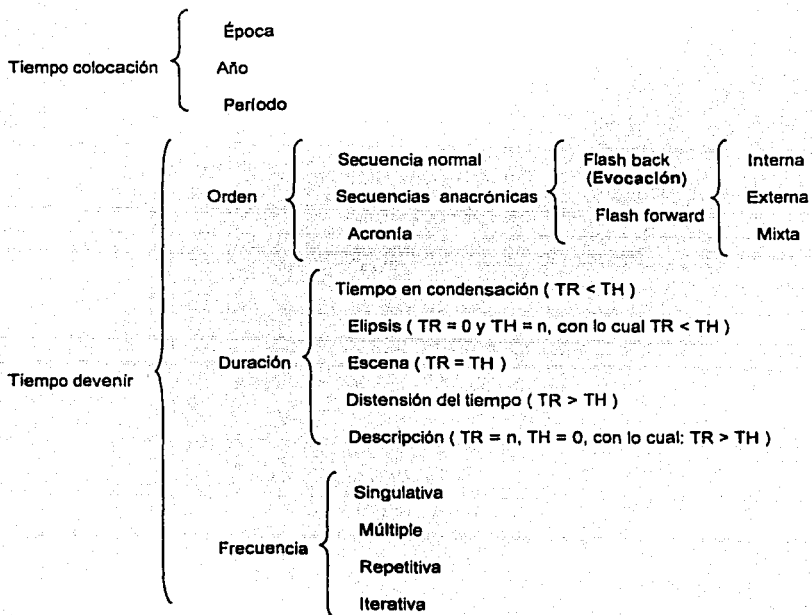 Época
Tiempo colocación
Año
Período
Secuencia normal
Flash back
(Evocación)
Interna
Orden
Secuencias anacrónicas
Externa
Flash forward
Acronía
Mixta
Tiempo en condensación ( TR < TH )
Elipsis ( TR = 0 y TH = n, con lo cual TR < TH )
Duración
Escena ( TR = TH )
Tiempo devenír
Distensión del tiempo ( TR > TH )
Descripción ( TR = n, TH = 0, con lo cual: TR > TH )
Singulativa
Múltiple
Frecuencia
Repetitiva
Iterativa